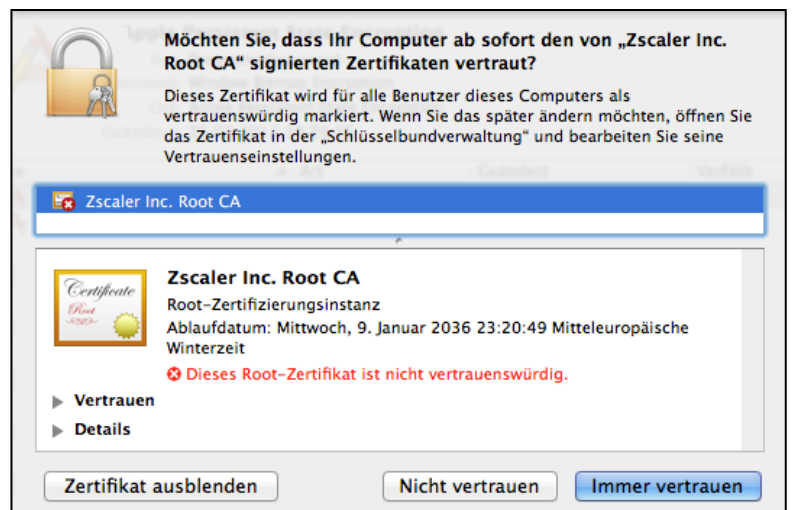 Möchten Sie, dass Ihr Computer ab sofort den von „Zscaler Inc.
Root CA“ signierten Zertifikaten vertraut?
Dieses Zertifikat wird für alle Benutzer dieses Computers als
vertrauenswürdig markiert. Wenn Sie das später ändern möchten, öffnen Sie
das Zertifikat in der „Schlüsselbundverwaltung“ und bearbeiten Sie seine
Vertrauenseinstellungen.
Zscaler Inc. Root CA
Certificate
Root
Zscaler Inc. Root CA
Root-Zertifizierungsinstanz
Ablaufdatum: Mittwoch, 9. Januar 2036 23:20:49 Mitteleuropäische
Winterzeit
Dieses Root-Zertifikat ist nicht vertrauenswürdig.
Vertrauen
Details
Zertifikat ausblenden
Nicht vertrauen
Immer vertrauen